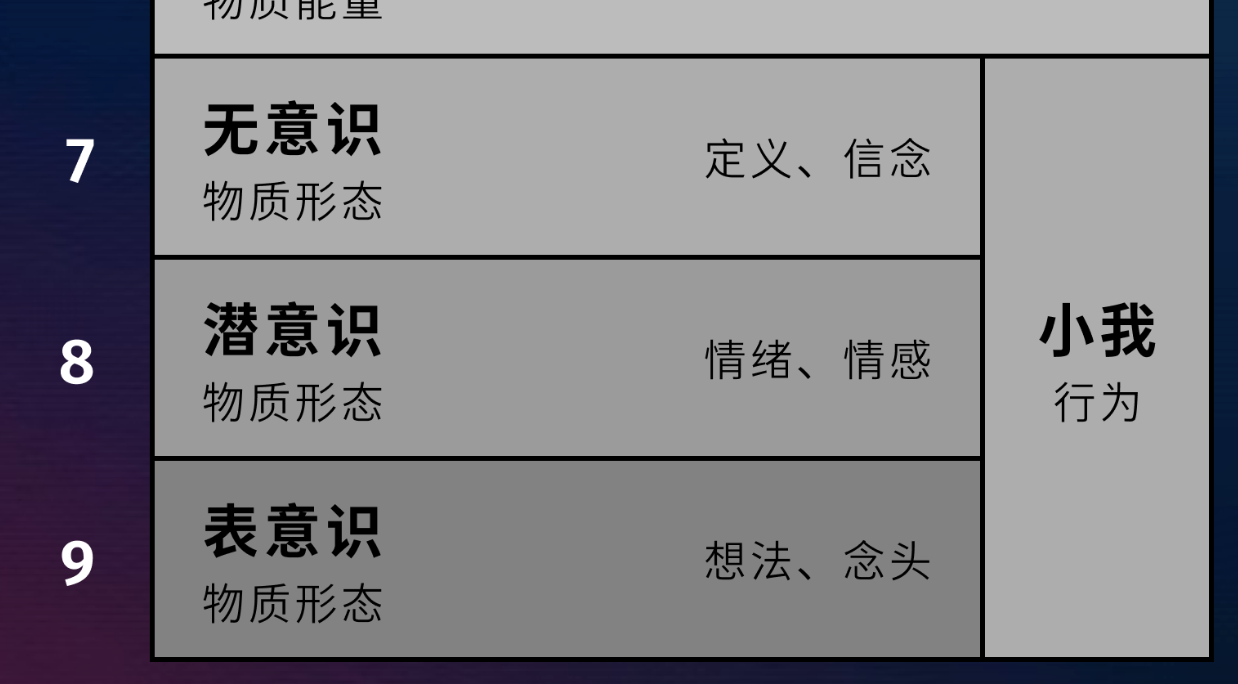 物质能量
7
无意识
物质形态
定义、信念
8
潜意识
物质形态
情绪、情感
小我
行为
9
表意识
物质形态
想法、念头